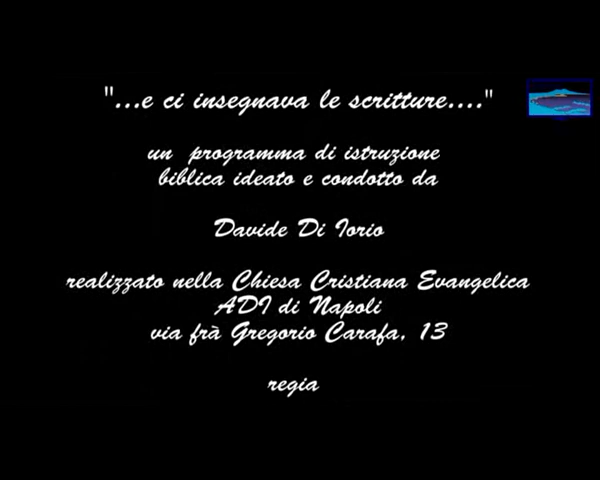 "...e ci insegnava le scritture...."
un programma di istruzione
biblica ideato e condotto da
Davide Di Iorio
realizzato nella Chiesa Cristiana Evangelica
ADI di Napoli
via frà Gregorio Carafa, 13
regia